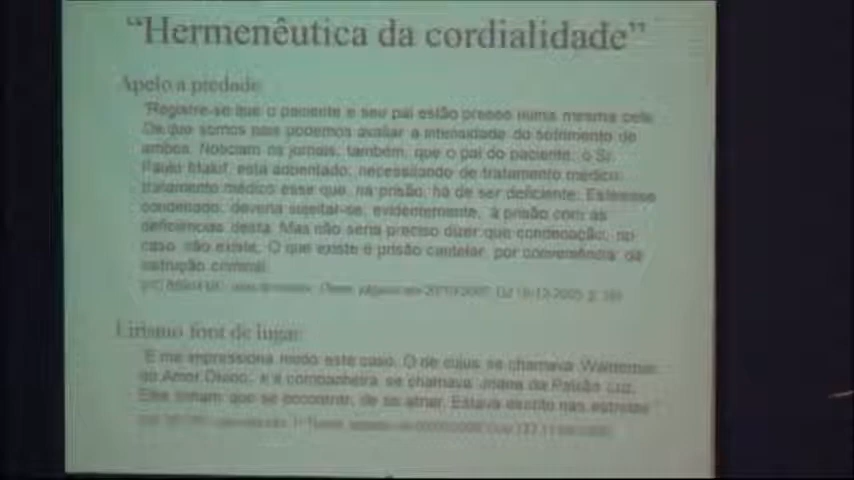 “Hermenêutica da cordialidade”
Apelo a piedade
“Registre-se que o paciente e seu pai estão presos numa mesma cela.
Os que somos pais podemos avaliar a intensidade do sofrimento de
ambos. Noticiam os jornais, também, que o pai do paciente, o Sr.
Paulo Maluf, está adoentado, necessitando de tratamento médico,
tratamento médico esse que, na prisão, há de ser deficiente. Estivesse
condenado, deveria sujeitar-se, evidentemente, à prisão com as
deficiências desta. Mas não seria preciso dizer que condenação, no
caso, não existe. O que existe é prisão cautelar, por conveniência da
instrução criminal.
Lirismo fora de lugar
“E me impressiona muito este caso. O de cujus se chamava Waldemar
do Amor Divino, e a companheira se chamava Joana da Paixão Luz.
Eles tinham que se encontrar, de se amar. Estava escrito nas estrelas”